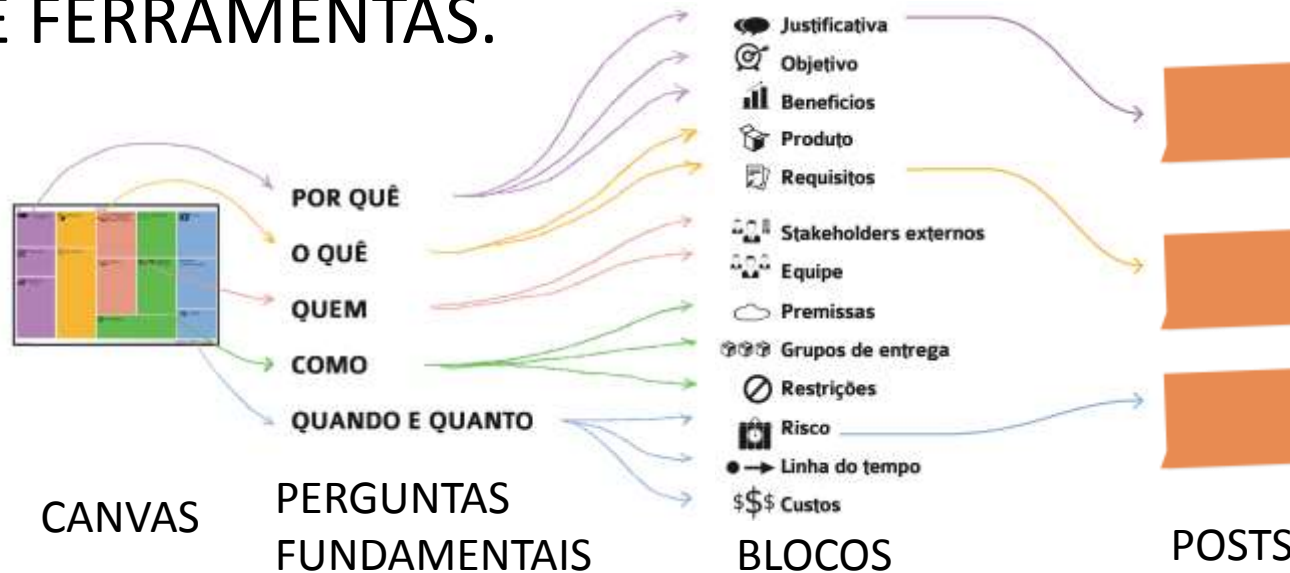 E FERRAMENTAS.
POR QUÊ
O QUÊ
QUEM
COMO
QUANDO E QUANTO
Justificativa
Objetivo
Beneficios
Produto
Requisitos
Stakeholders externos
Equipe
Premissas
Grupos de entrega
Restrições
Risco
Linha do tempo
$$$ Custos
CANVAS
PERGUNTAS
FUNDAMENTAIS
BLOCOS
POSTS